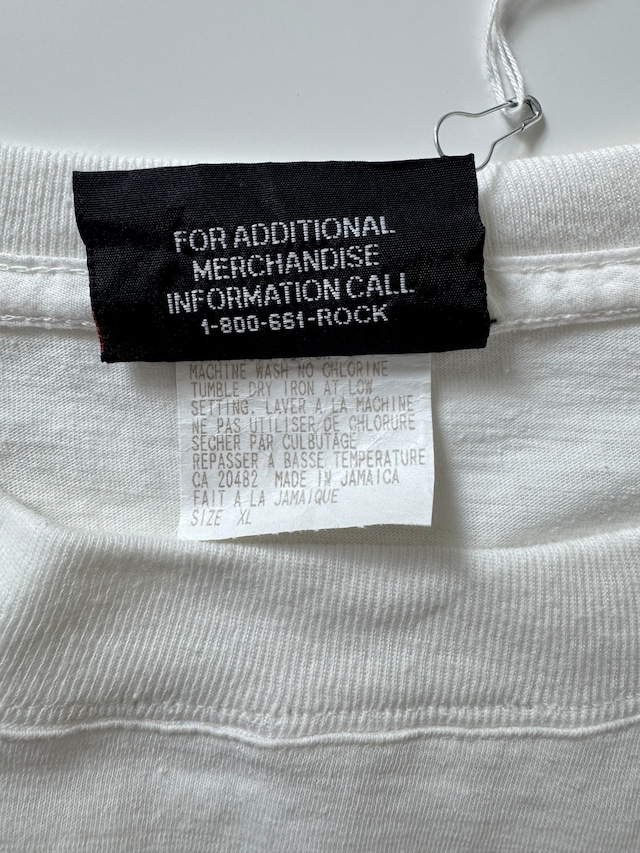 FOR ADDITIONAL
MERCHANDISE
INFORMATION CALL
1-800-661-ROCK
MACHINE WASH NO CHLORINE
TUMBLE DRY IRON AT LOW
SETTING. LAVER A LA MACHINE
NE PAS UTILISER DE CHLORURE
SECHER PAR CULBUTAGE
REPASSER A BASSE TEMPERATURE
CA 20482 MADE IN JAMAICA
FAIT A LA JAMAIQUE
SIZE XL